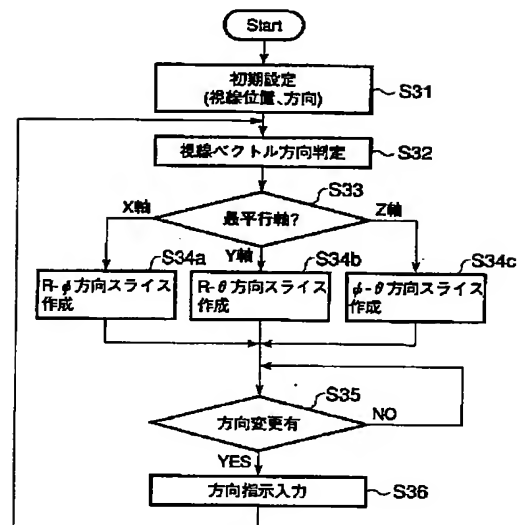 Start
初期設定
(視線位置、方向)
S31
視線ベクトル方向判定
S32
S33
最平行軸?
X軸
Y軸
Z軸
S34a
R-φ方向スライス
作成
S34b
R-θ方向スライス
作成
S34c
φ-θ方向スライス
作成
S35
方向変更有
NO
YES
方向指示入力
S36